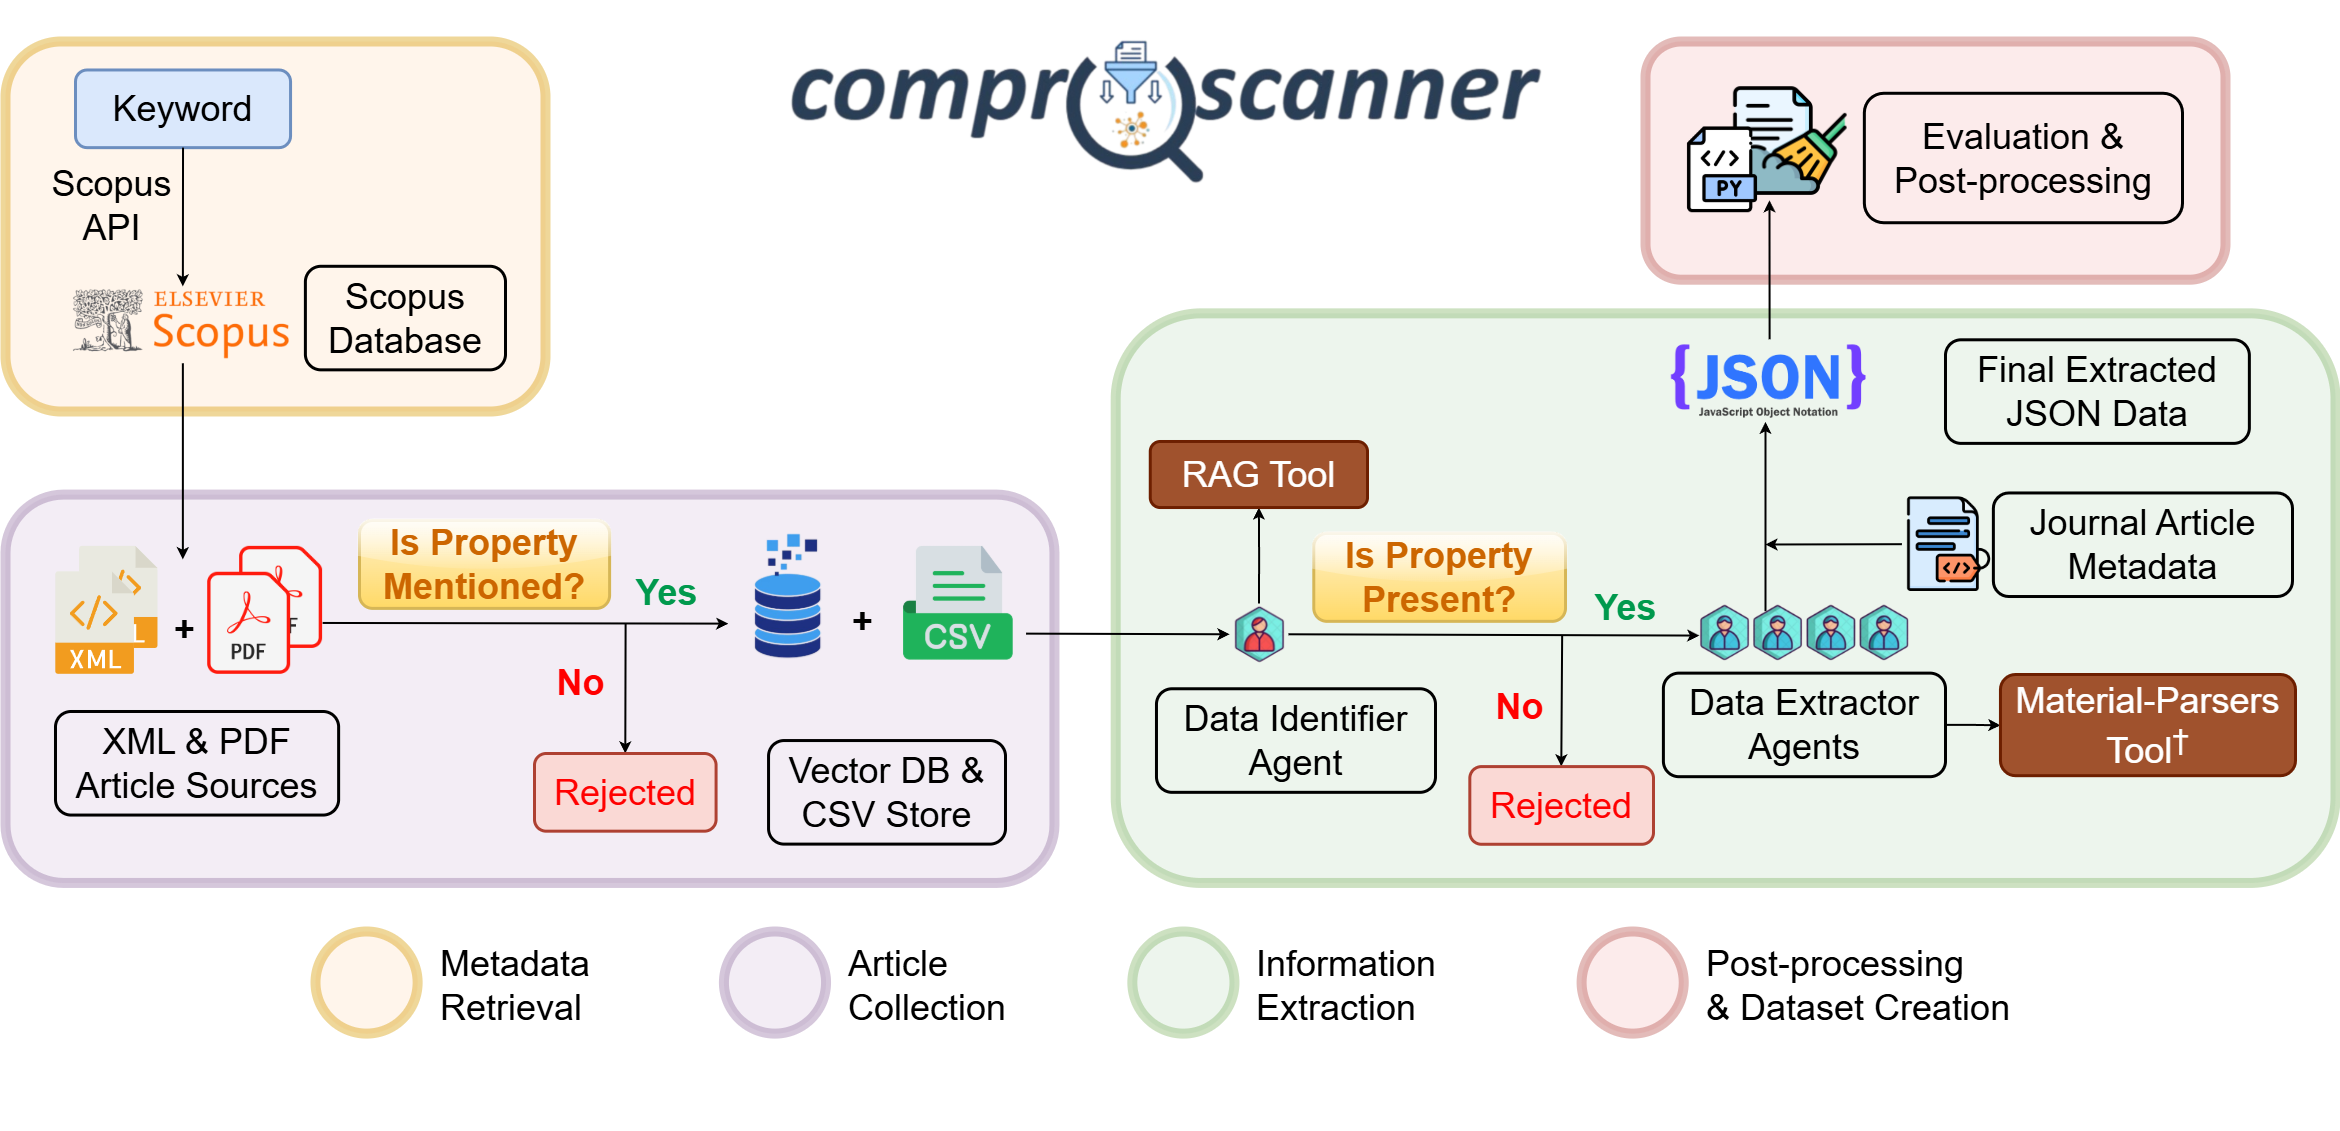 comproscanner
Keyword
Scopus
API
ELSEVIER
Scopus
Scopus
Database
XML
+
PDF
XML & PDF
Article Sources
Is Property
Mentioned?
Yes
No
Rejected
+
CSV
Vector DB &
CSV Store
RAG Tool
Data Identifier
Agent
Is Property
Present?
Yes
No
Rejected
Data Extractor
Agents
Material-Parsers
Tool†
Journal Article
Metadata
{JSON}
JavaScript Object Notation
Final Extracted
JSON Data
</>
PY
Evaluation &
Post-processing
Metadata
Retrieval
Article
Collection
Information
Extraction
Post-processing
& Dataset Creation